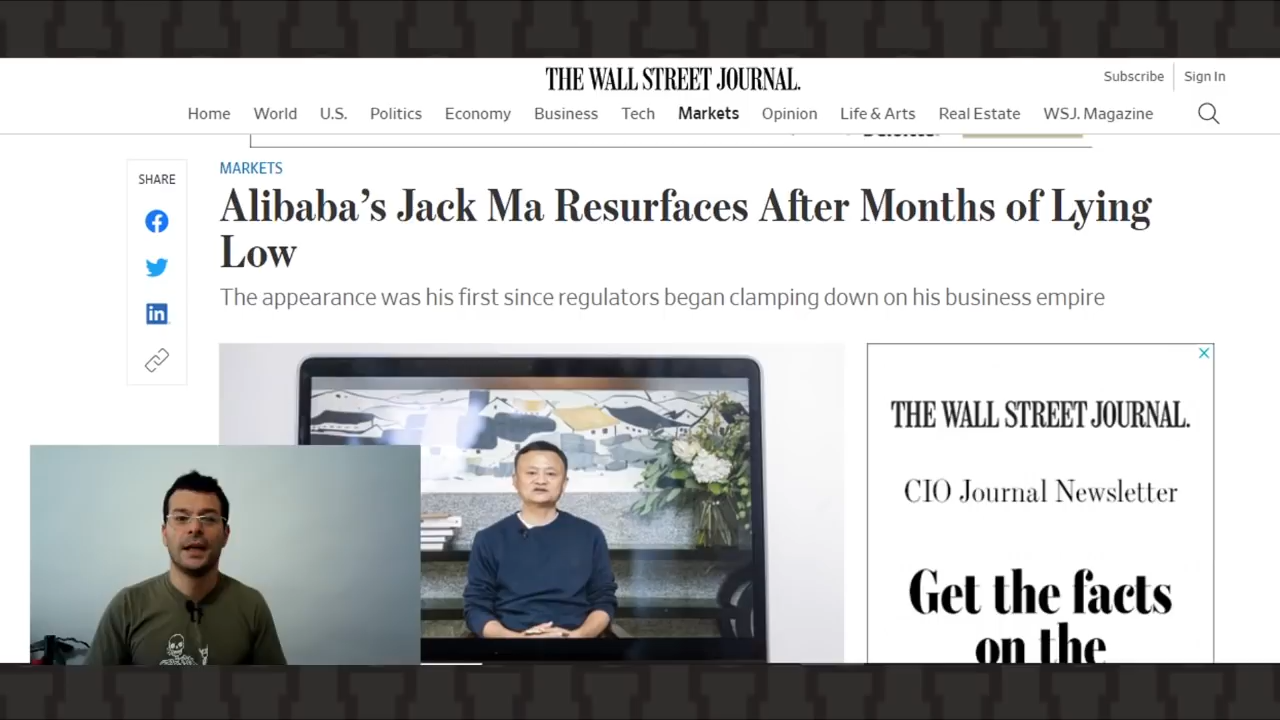 THE WALL STREET JOURNAL.
Subscribe
Sign In
Home World U.S. Politics Economy Business Tech Markets Opinion Life & Arts Real Estate WSJ. Magazine
SHARE
MARKETS
Alibaba's Jack Ma Resurfaces After Months of Lying
Low
The appearance was his first since regulators began clamping down on his business empire
in
THE WALL STREET JOURNAL.
CIO Journal Newsletter
Get the facts
on the